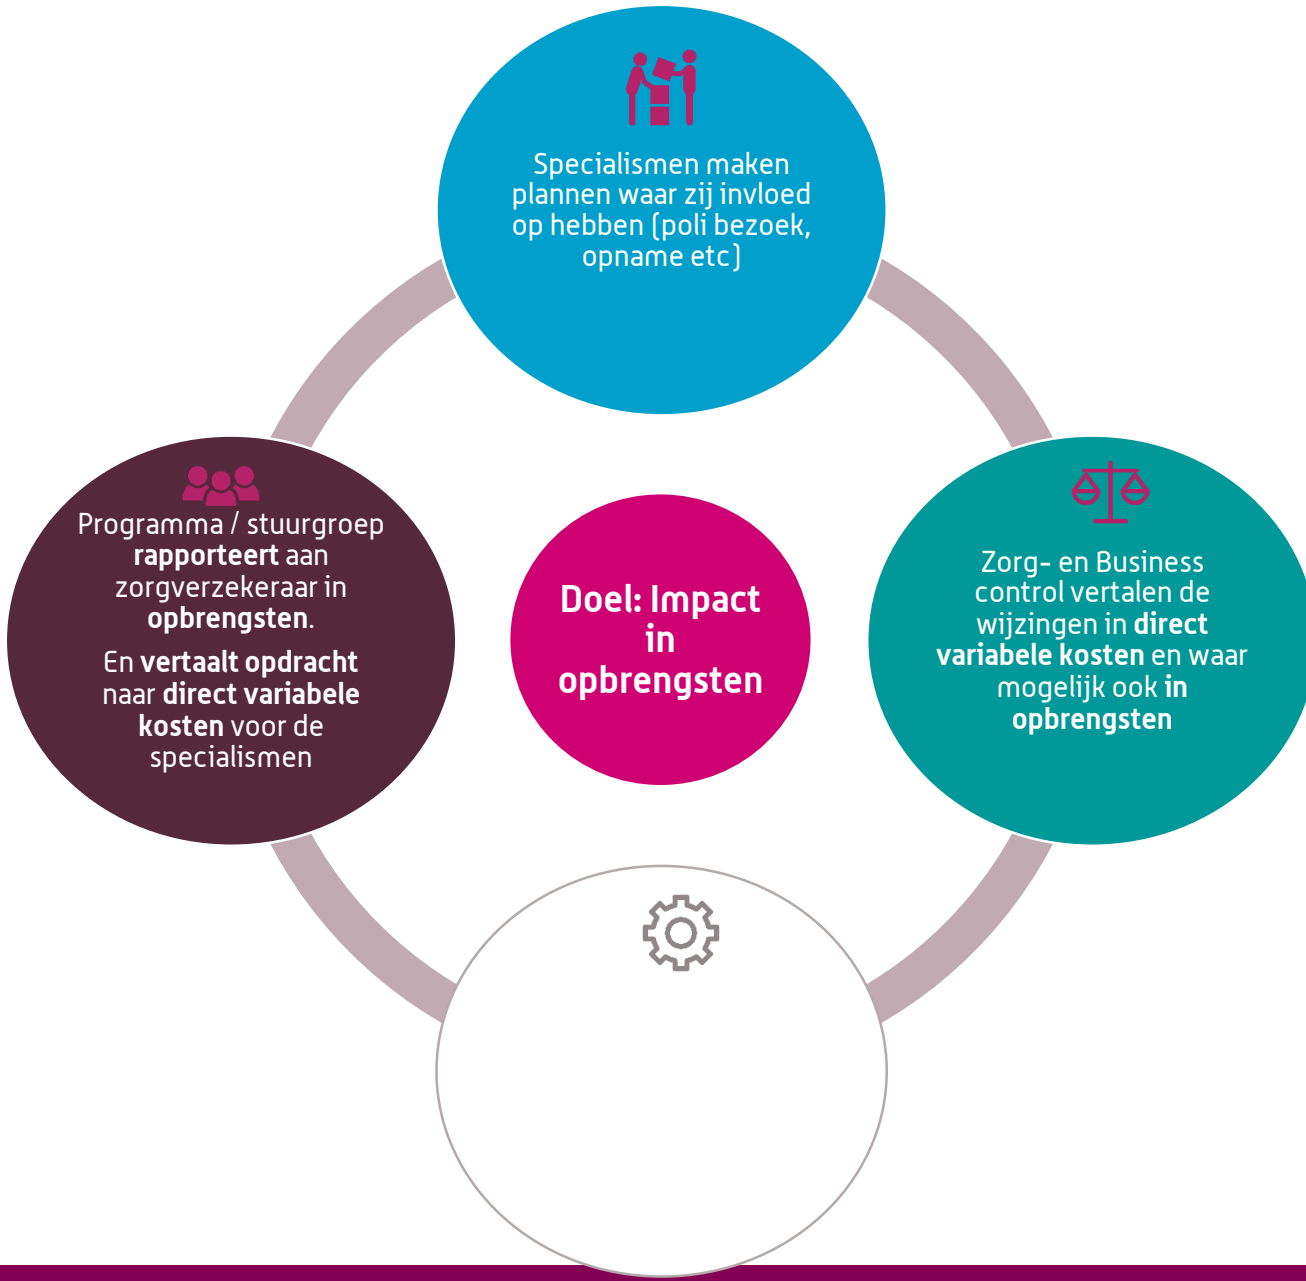 Specialismen maken
plannen waar zij invloed
op hebben (poli bezoek,
opname etc)
Programma / stuurgroep
rapporteert aan
zorgverzekeraar in
opbrengsten.
En vertaalt opdracht
naar direct variabele
kosten voor de
specialismen
Doel: Impact
in
opbrengsten
Zorg- en Business
control vertalen de
wijzingen in direct
variabele kosten en waar
mogelijk ook in
opbrengsten